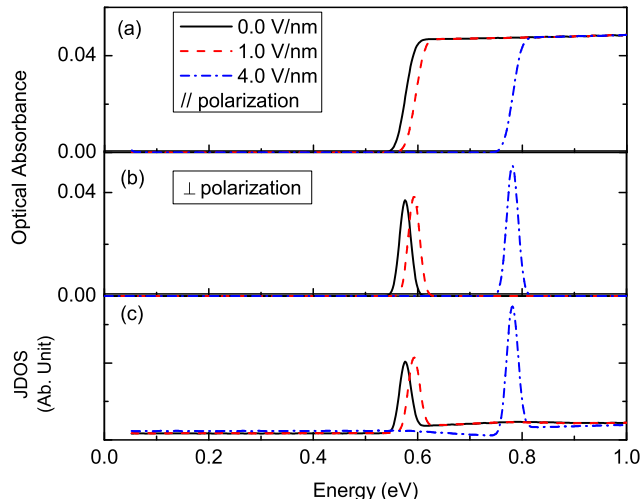 (a)
0.0 V/nm
1.0 V/nm
4.0 V/nm
// polarization
0.04
0.00
Optical Absorbance
(b)
⊥ polarization
0.04
0.00
(c)
JDOS
(Ab. Unit)
0.0 0.2 0.4 0.6 0.8 1.0
Energy (eV)